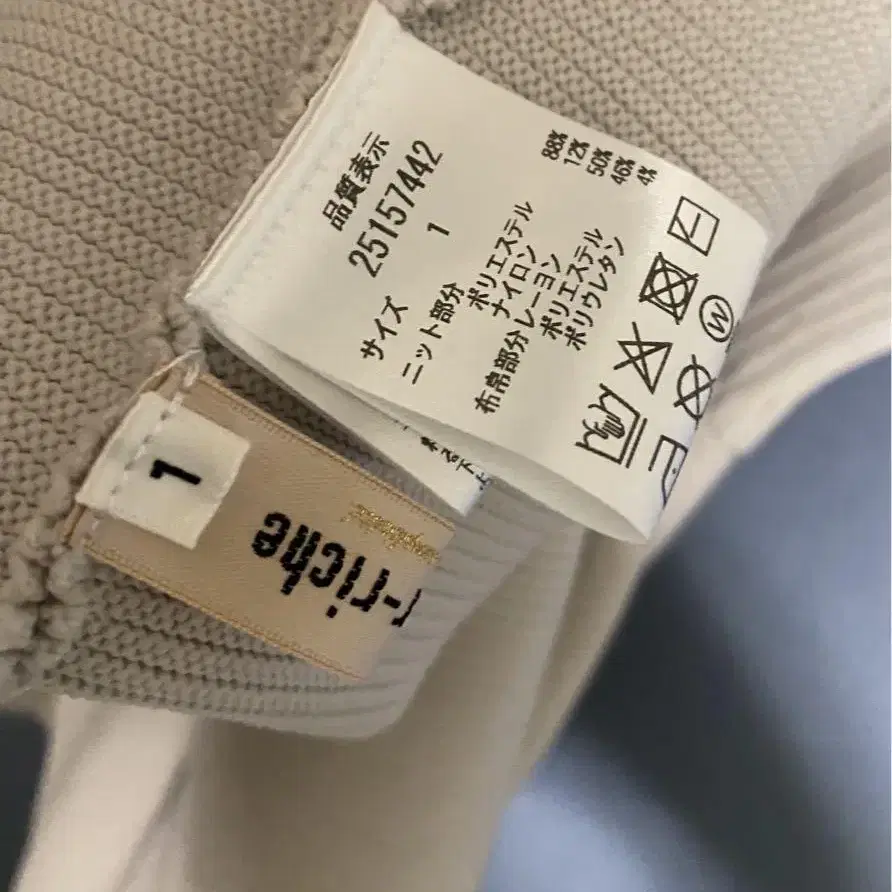 品質表示
25157442
サイズ 1
ニット部分
ポリエステル 88%
ナイロン 12%
布帛部分レーヨン 50%
ポリエステル 46%
ポリウレタン 4%
W
1
r-riche